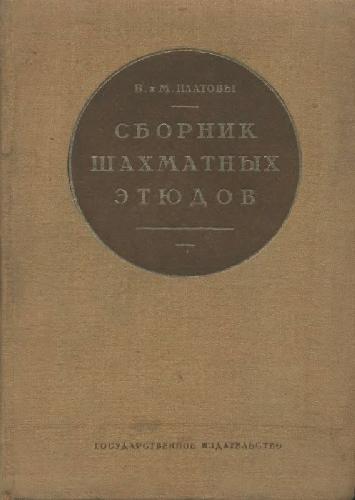 В. и М. ПЛАТОВЫ
СБОРНИК
ШАХМАТНЫХ
ЭТЮДОВ
ГОСУДАРСТВЕННОЕ ИЗДАТЕЛЬСТВО